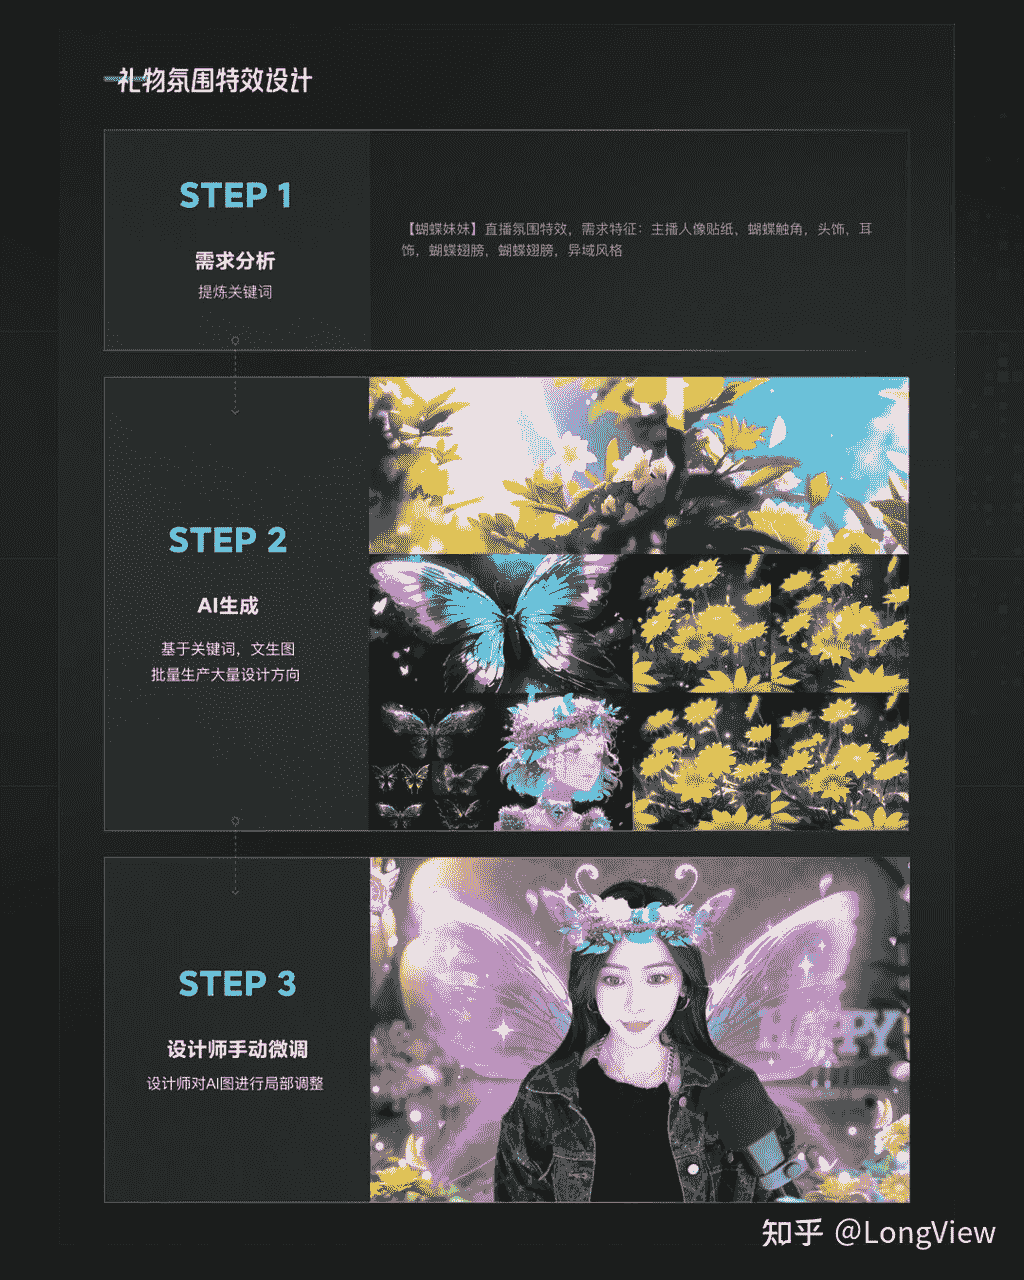 礼物氛围特效设计
STEP 1
需求分析
提炼关键词
【蝴蝶妹妹】直播氛围特效，需求特征：主播人像贴纸，蝴蝶触角，头饰，耳
饰，蝴蝶翅膀，蝴蝶翅膀，异域风格
STEP 2
AI生成
基于关键词，文生图
批量生产大量设计方向
STEP 3
设计师手动微调
设计师对AI图进行局部调整
HAPPY
知乎 @LongView